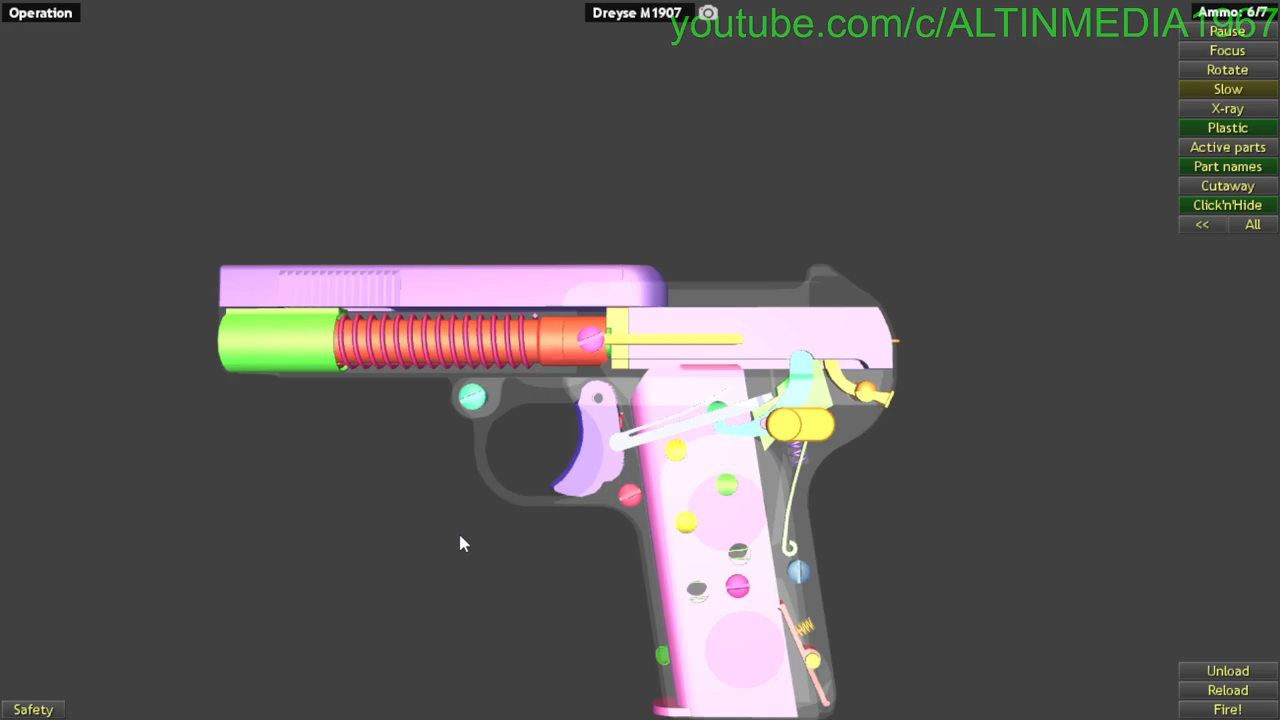 Operation
Dreyse M1907
Ammo: 6/7
youtube.com/c/ALTINMEDIA1967
Pause
Focus
Rotate
Slow
X-ray
Plastic
Active parts
Part names
Cutaway
Click'n'Hide
<< All
Unload
Reload
Safety
Fire!